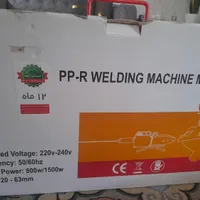 PP-R WELDING MACHINE M
۱۲ ماه
ed Voltage: 220v-240v
ency: 50/60hz
Power: 800w/1500w
20 - 63mm
CE